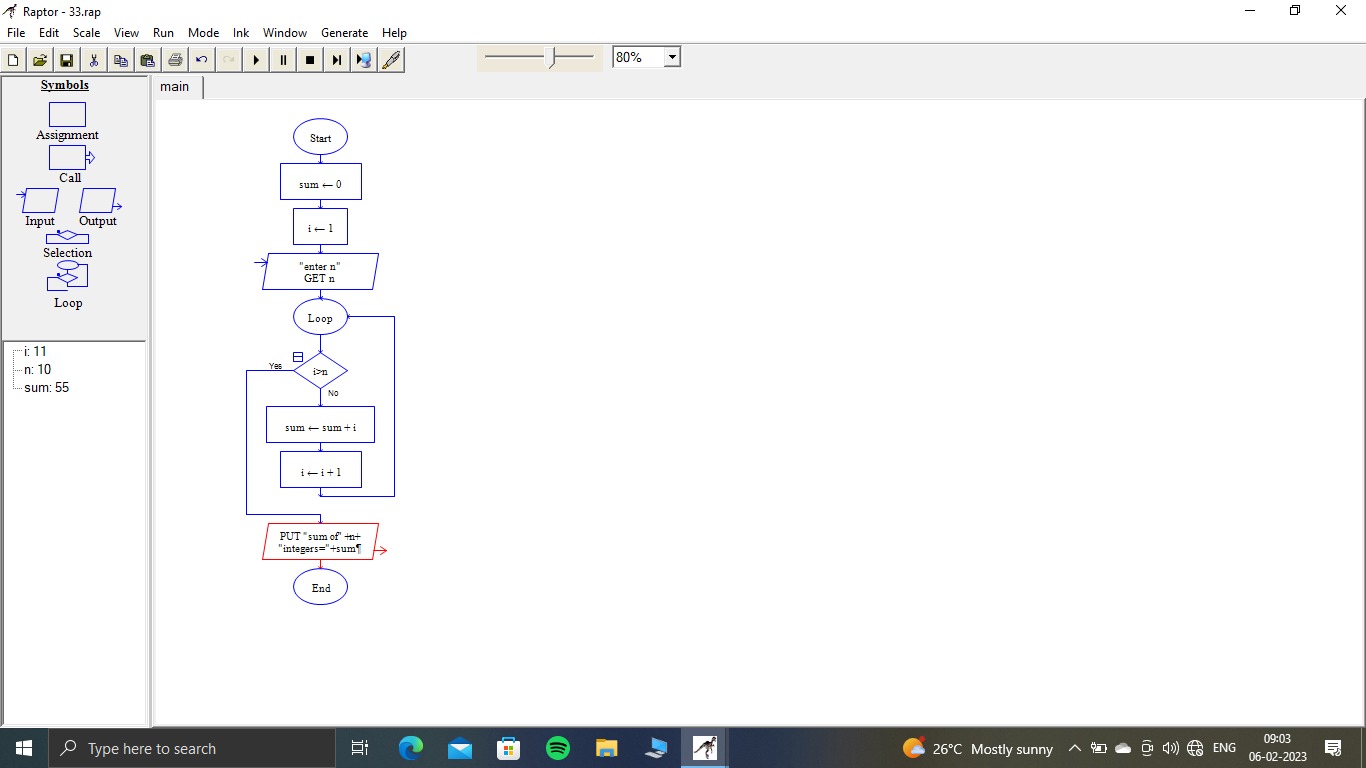 Raptor - 33.rap
File Edit Scale View Run Mode Ink Window Generate Help
80%
Symbols
Assignment
Call
Input Output
Selection
Loop
i: 11
n: 10
sum: 55
main
Start
sum ← 0
i ← 1
"enter n"
GET n
Loop
Yes
i>n
No
sum ← sum + i
i ← i + 1
PUT "sum of" +n+
"integers="+sum¶
End
Type here to search
26°C Mostly sunny
ENG
09:03
06-02-2023